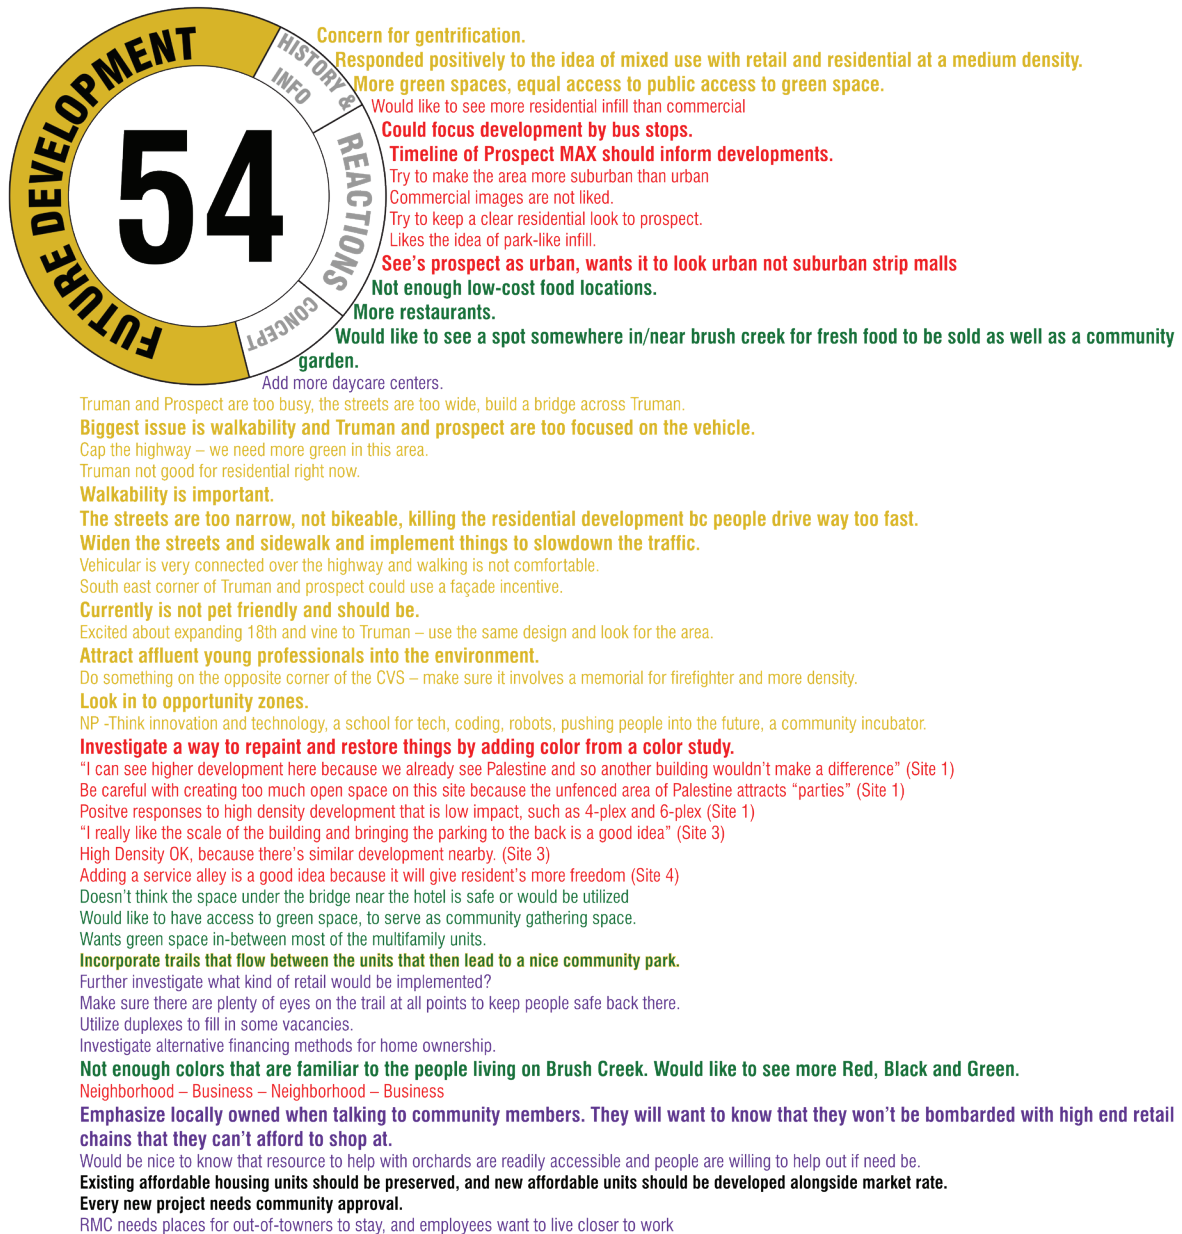 FUTURE DEVELOPMENT
HISTORY &
INFO
REACTIONS
CONCEPT
54
Concern for gentrification.
Responded positively to the idea of mixed use with retail and residential at a medium density.
More green spaces, equal access to public access to green space.
Would like to see more residential infill than commercial
Could focus development by bus stops.
Timeline of Prospect MAX should inform developments.
Try to make the area more suburban than urban
Commercial images are not liked.
Try to keep a clear residential look to prospect.
Likes the idea of park-like infill.
See's prospect as urban, wants it to look urban not suburban strip malls
Not enough low-cost food locations.
More restaurants.
Would like to see a spot somewhere in/near brush creek for fresh food to be sold as well as a community
garden.
Add more daycare centers.
Truman and Prospect are too busy, the streets are too wide, build a bridge across Truman.
Biggest issue is walkability and Truman and prospect are too focused on the vehicle.
Cap the highway – we need more green in this area.
Truman not good for residential right now.
Walkability is important.
The streets are too narrow, not bikeable, killing the residential development bc people drive way too fast.
Widen the streets and sidewalk and implement things to slowdown the traffic.
Vehicular is very connected over the highway and walking is not comfortable.
South east corner of Truman and prospect could use a façade incentive.
Currently is not pet friendly and should be.
Excited about expanding 18th and vine to Truman – use the same design and look for the area.
Attract affluent young professionals into the environment.
Do something on the opposite corner of the CVS – make sure it involves a memorial for firefighter and more density.
Look in to opportunity zones.
NP -Think innovation and technology, a school for tech, coding, robots, pushing people into the future, a community incubator.
Investigate a way to repaint and restore things by adding color from a color study.
“I can see higher development here because we already see Palestine and so another building wouldn't make a difference” (Site 1)
Be careful with creating too much open space on this site because the unfenced area of Palestine attracts “parties” (Site 1)
Positve responses to high density development that is low impact, such as 4-plex and 6-plex (Site 1)
“I really like the scale of the building and bringing the parking to the back is a good idea” (Site 3)
High Density OK, because there's similar development nearby. (Site 3)
Adding a service alley is a good idea because it will give resident's more freedom (Site 4)
Doesn't think the space under the bridge near the hotel is safe or would be utilized
Would like to have access to green space, to serve as community gathering space.
Wants green space in-between most of the multifamily units.
Incorporate trails that flow between the units that then lead to a nice community park.
Further investigate what kind of retail would be implemented?
Make sure there are plenty of eyes on the trail at all points to keep people safe back there.
Utilize duplexes to fill in some vacancies.
Investigate alternative financing methods for home ownership.
Not enough colors that are familiar to the people living on Brush Creek. Would like to see more Red, Black and Green.
Neighborhood – Business – Neighborhood – Business
Emphasize locally owned when talking to community members. They will want to know that they won't be bombarded with high end retail
chains that they can't afford to shop at.
Would be nice to know that resource to help with orchards are readily accessible and people are willing to help out if need be.
Existing affordable housing units should be preserved, and new affordable units should be developed alongside market rate.
Every new project needs community approval.
RMC needs places for out-of-towners to stay, and employees want to live closer to work